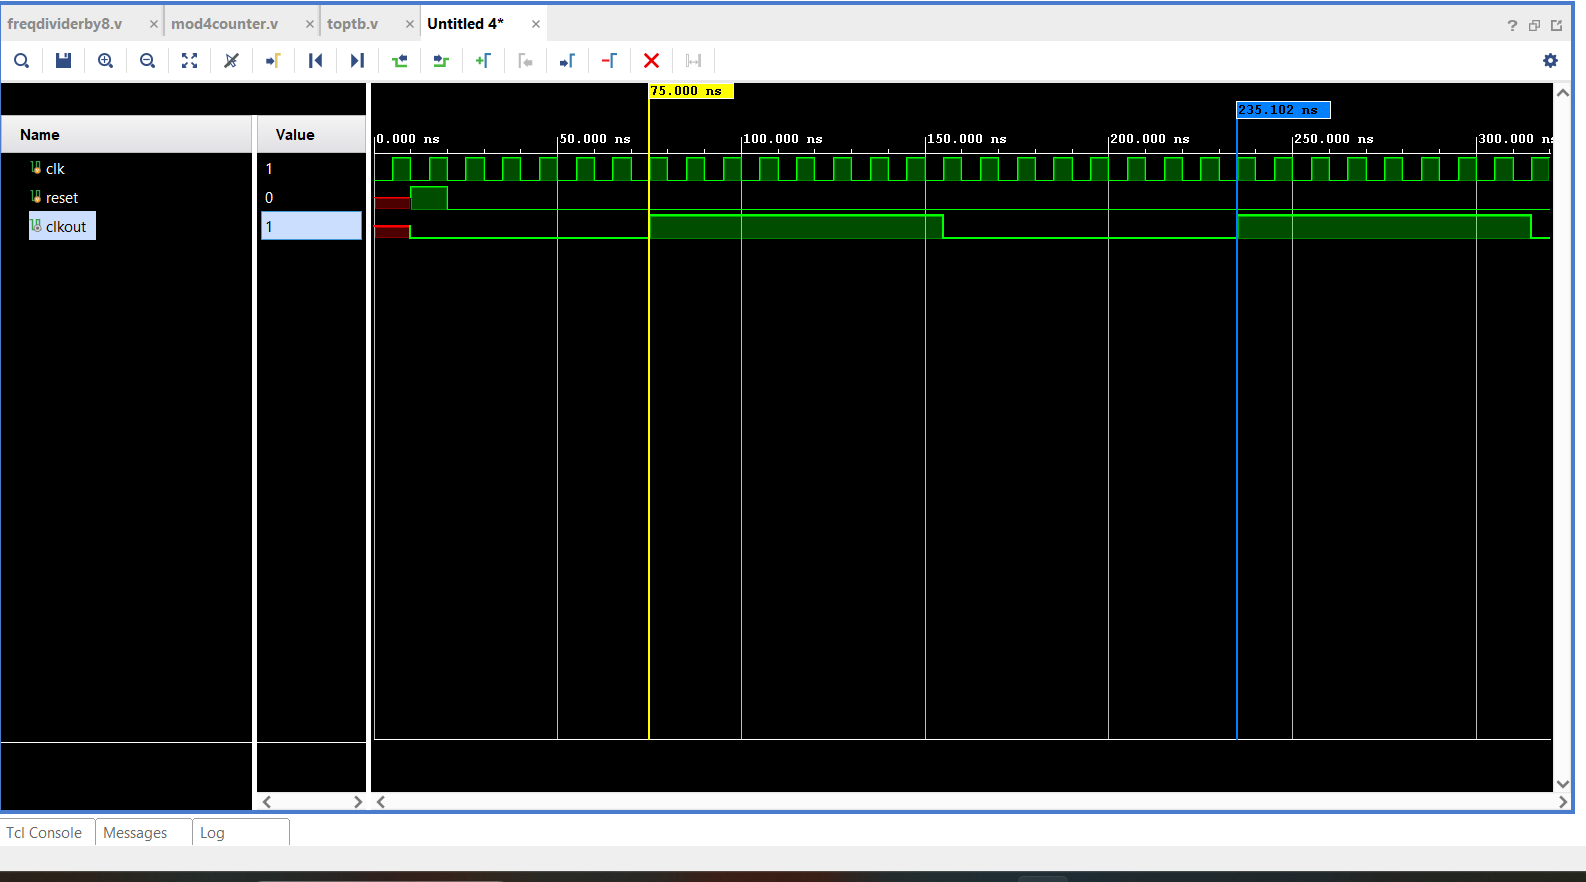 freqdividerby8.v
mod4counter.v
toptb.v
Untitled 4*
75.000 ns
235.102 ns
Name
Value
0.000 ns
50.000 ns
100.000 ns
150.000 ns
200.000 ns
250.000 ns
300.000 ns
clk
1
reset
0
clkout
1
Tcl Console
Messages
Log